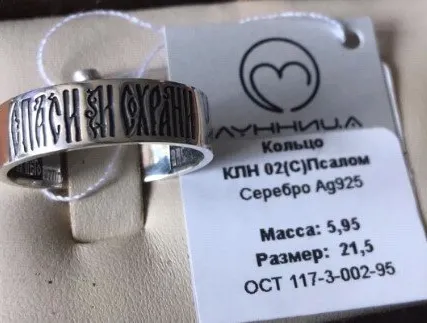 СПАСИ И СОХРАНИ
ЛУННИЦА
Кольцо
КЛН 02(С)Псалом
Серебро Ag925
Масса: 5,95
Размер: 21,5
ОСТ 117-3-002-95